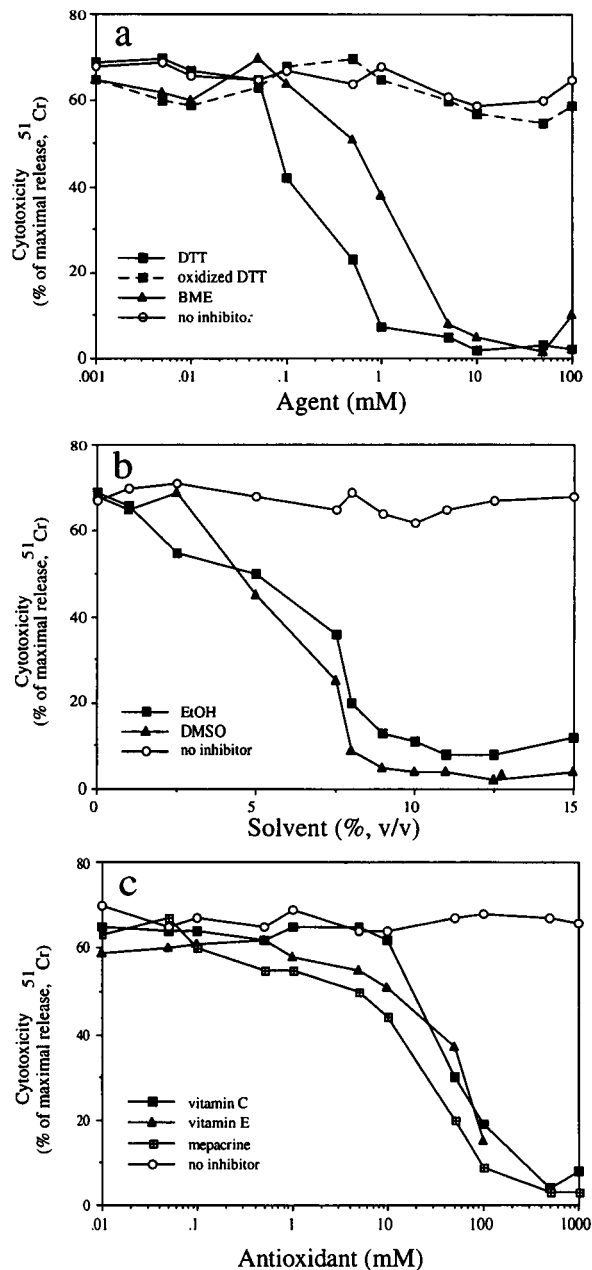 a
Cytotoxicity
(% of maximal release, 51Cr)
80
60
40
20
0
DTT
oxidized DTT
BME
no inhibitor
.001
.01
.1
1
10
100
Agent (mM)
b
Cytotoxicity
(% of maximal release, 51Cr)
80
60
40
20
0
EtOH
DMSO
no inhibitor
0
5
10
15
Solvent (%, v/v)
c
Cytotoxicity
(% of maximal release, 51Cr)
80
60
40
20
0
vitamin C
vitamin E
mepacrine
no inhibitor
.01
.1
1
10
100
1000
Antioxidant (mM)